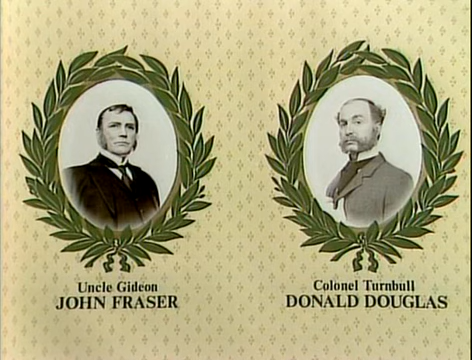 Uncle Gideon
JOHN FRASER
Colonel Turnbull
DONALD DOUGLAS